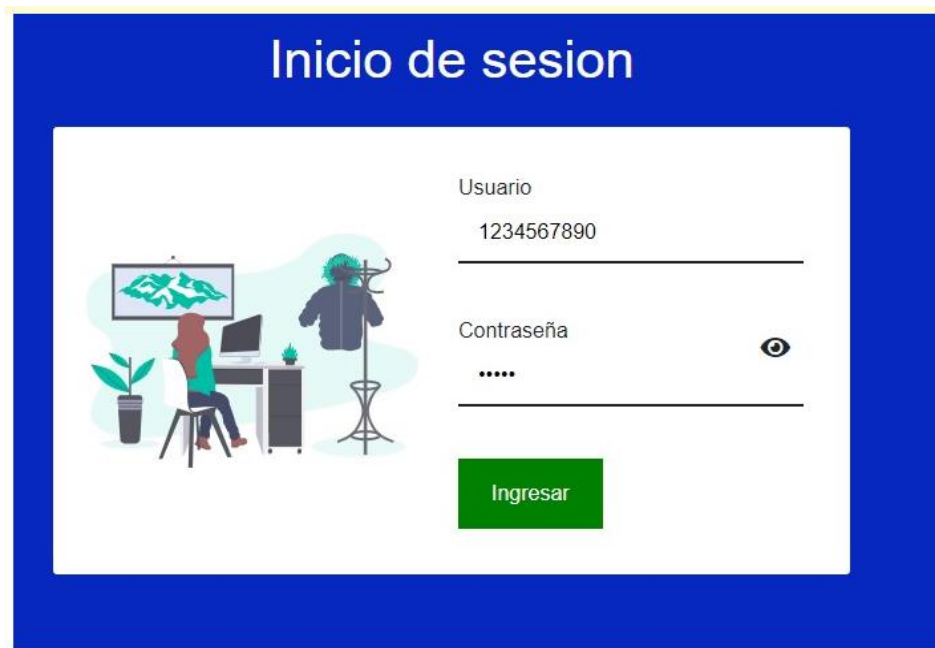 Inicio de sesion
Usuario
1234567890
Contraseña
•••••
Ingresar